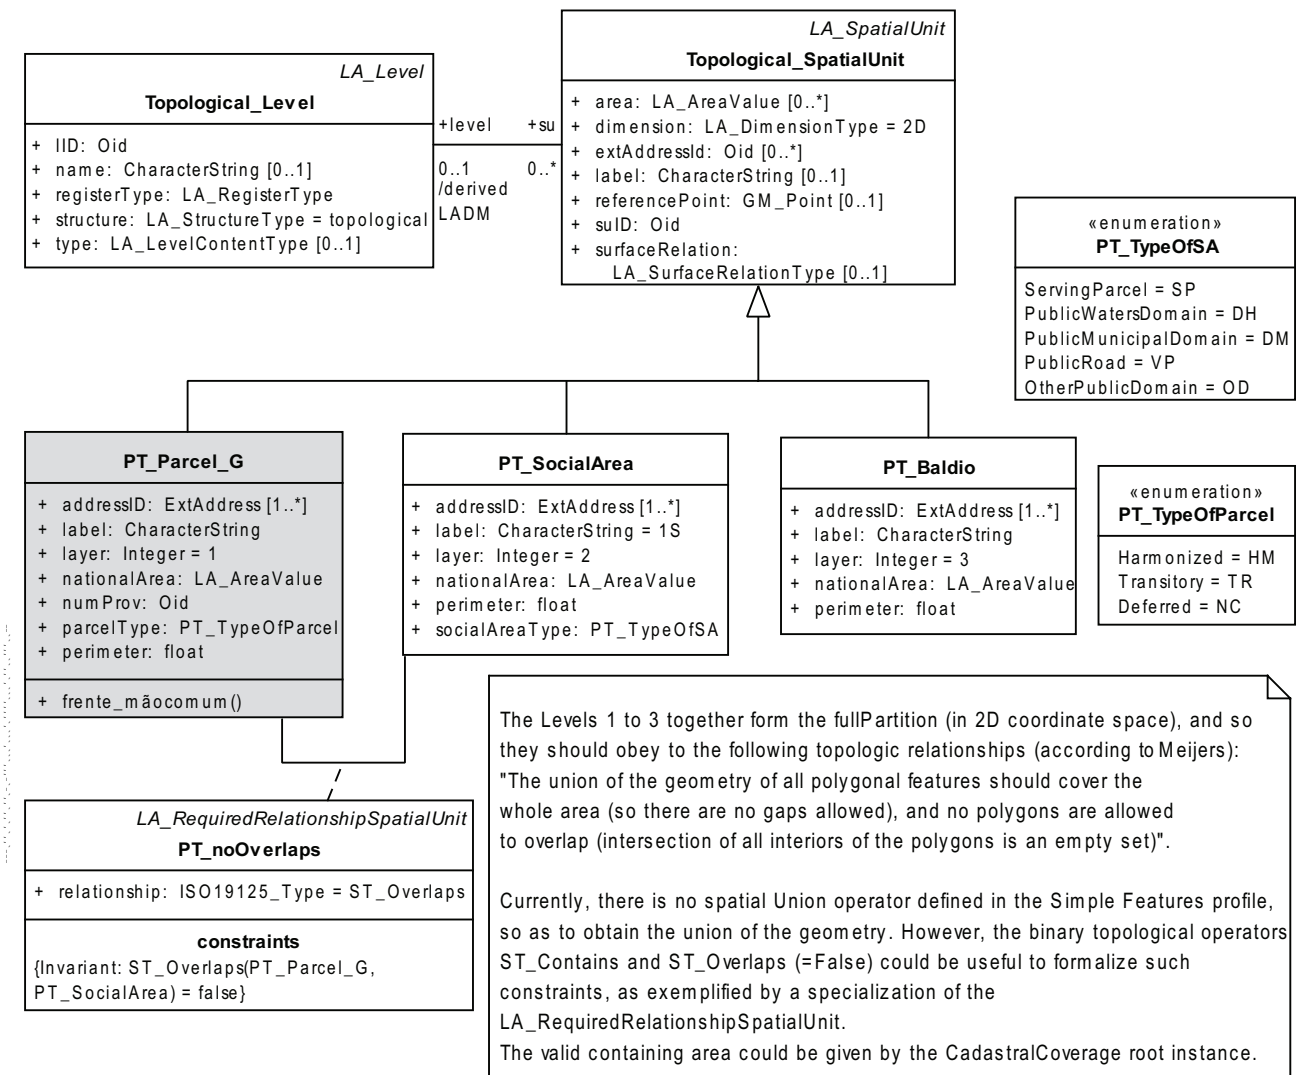 LA_Level
Topological_Level
+ lID: Oid
+ name: CharacterString [0..1]
+ registerType: LA_RegisterType
+ structure: LA_StructureType = topological
+ type: LA_LevelContentType [0..1]
+level +su
0..1 0..*
/derived
LADM
LA_SpatialUnit
Topological_SpatialUnit
+ area: LA_AreaValue [0..*]
+ dimension: LA_DimensionType = 2D
+ extAddressId: Oid [0..*]
+ label: CharacterString [0..1]
+ referencePoint: GM_Point [0..1]
+ suID: Oid
+ surfaceRelation:
LA_SurfaceRelationType [0..1]
«enumeration»
PT_TypeOfSA
ServingParcel = SP
PublicWatersDomain = DH
PublicMunicipalDomain = DM
PublicRoad = VP
OtherPublicDomain = OD
PT_Parcel_G
+ addressID: ExtAddress [1..*]
+ label: CharacterString
+ layer: Integer = 1
+ nationalArea: LA_AreaValue
+ numProv: Oid
+ parcelType: PT_TypeOfParcel
+ perimeter: float
+ frente_mãocomum()
PT_SocialArea
+ addressID: ExtAddress [1..*]
+ label: CharacterString = 1S
+ layer: Integer = 2
+ nationalArea: LA_AreaValue
+ perimeter: float
+ socialAreaType: PT_TypeOfSA
PT_Baldio
+ addressID: ExtAddress [1..*]
+ label: CharacterString
+ layer: Integer = 3
+ nationalArea: LA_AreaValue
+ perimeter: float
«enumeration»
PT_TypeOfParcel
Harmonized = HM
Transitory = TR
Deferred = NC
LA_RequiredRelationshipSpatialUnit
PT_noOverlaps
+ relationship: ISO19125_Type = ST_Overlaps
constraints
{Invariant: ST_Overlaps(PT_Parcel_G,
PT_SocialArea) = false}
The Levels 1 to 3 together form the fullPartition (in 2D coordinate space), and so
they should obey to the following topologic relationships (according to Meijers):
"The union of the geometry of all polygonal features should cover the
whole area (so there are no gaps allowed), and no polygons are allowed
to overlap (intersection of all interiors of the polygons is an empty set)".
Currently, there is no spatial Union operator defined in the Simple Features profile,
so as to obtain the union of the geometry. However, the binary topological operators
ST_Contains and ST_Overlaps (=False) could be useful to formalize such
constraints, as exemplified by a specialization of the
LA_RequiredRelationshipSpatialUnit.
The valid containing area could be given by the CadastralCoverage root instance.